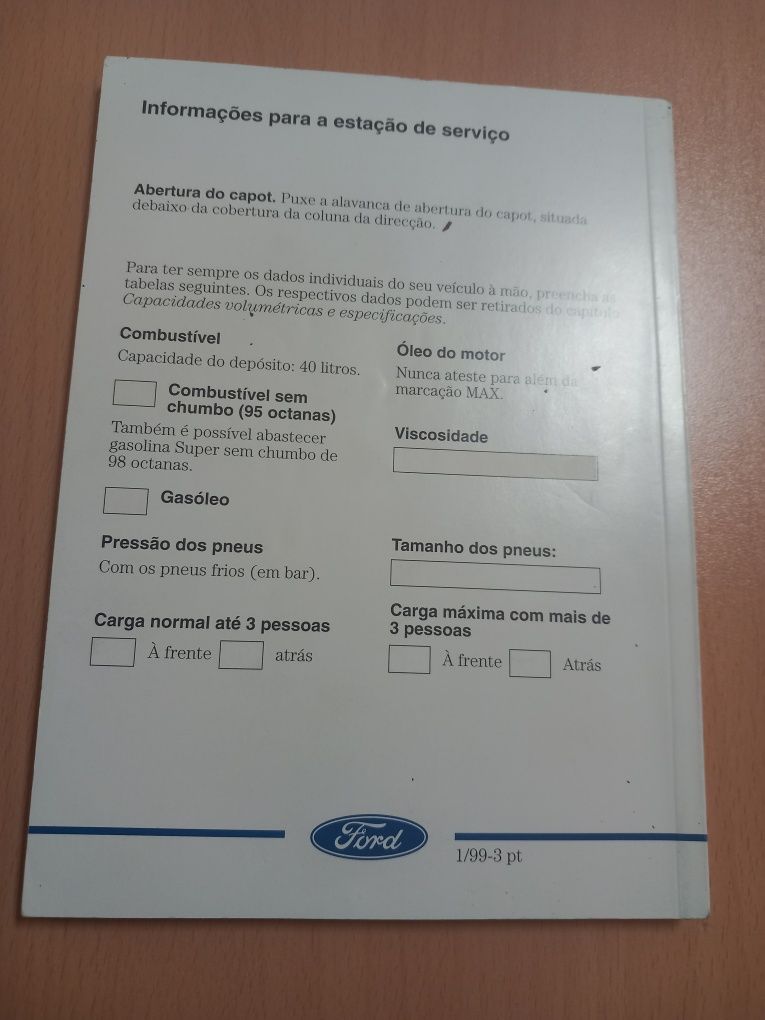 Informações para a estação de serviço
Abertura do capot. Puxe a alavanca de abertura do capot, situada
debaixo da cobertura da coluna da direcção.
Para ter sempre os dados individuais do seu veículo à mão, preencha as
tabelas seguintes. Os respectivos dados podem ser retirados do capítulo
Capacidades volumétricas e especificações.
Combustível
Capacidade do depósito: 40 litros.
Combustível sem
chumbo (95 octanas)
Também é possível abastecer
gasolina Super sem chumbo de
98 octanas.
Gasóleo
Óleo do motor
Nunca ateste para além da
marcação MAX.
Viscosidade
Pressão dos pneus
Com os pneus frios (em bar).
Tamanho dos pneus:
Carga normal até 3 pessoas
À frente atrás
Carga máxima com mais de
3 pessoas
À frente Atrás
Ford
1/99-3 pt